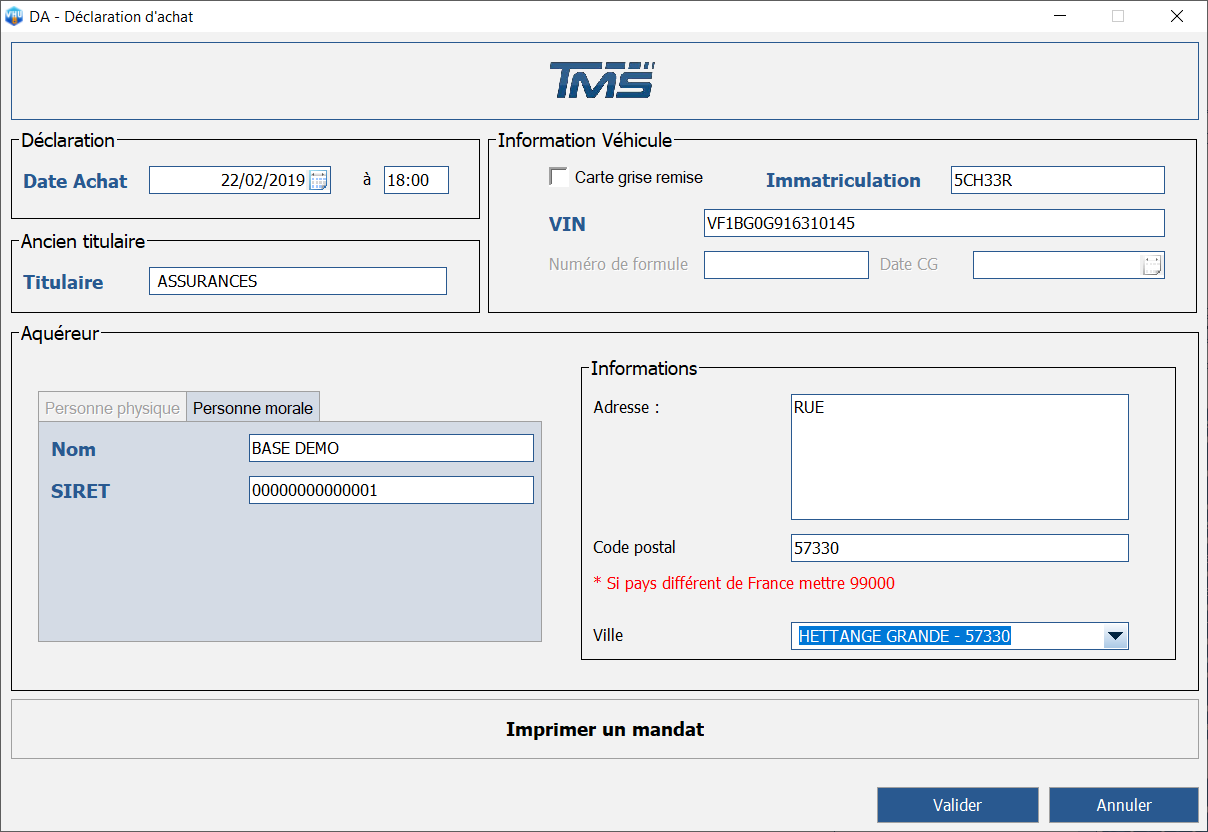 DA - Déclaration d'achat
TMS
Déclaration
Date Achat 22/02/2019 à 18:00
Ancien titulaire
Titulaire ASSURANCES
Information Véhicule
Carte grise remise Immatriculation 5CH33R
VIN VF1BG0G916310145
Numéro de formule Date CG
Aquéreur
Personne physique Personne morale
Nom BASE DEMO
SIRET 00000000000001
Informations
Adresse : RUE
Code postal 57330
* Si pays différent de France mettre 99000
Ville HETTANGE GRANDE - 57330
Imprimer un mandat
Valider Annuler